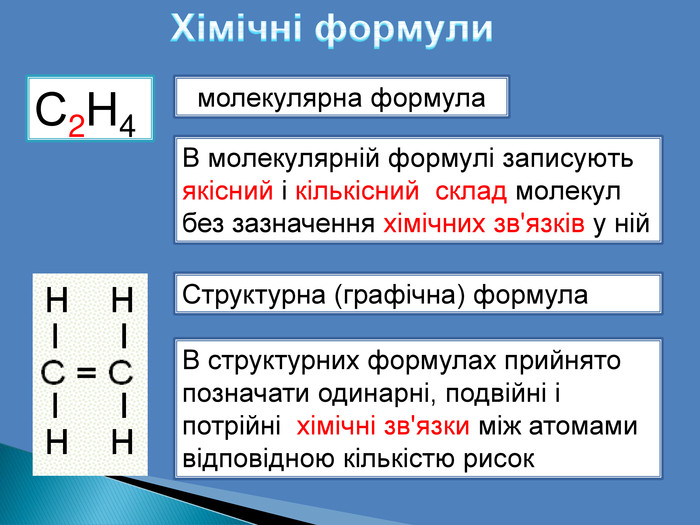 Хімічні формули
C2H4
молекулярна формула
В молекулярній формулі записують
якісний і кількісний склад молекул
без зазначення хімічних зв'язків у ній
H H
I I
C = C
I I
H H
Структурна (графічна) формула
В структурних формулах прийнято
позначати одинарні, подвійні і
потрійні хімічні зв'язки між атомами
відповідною кількістю рисок